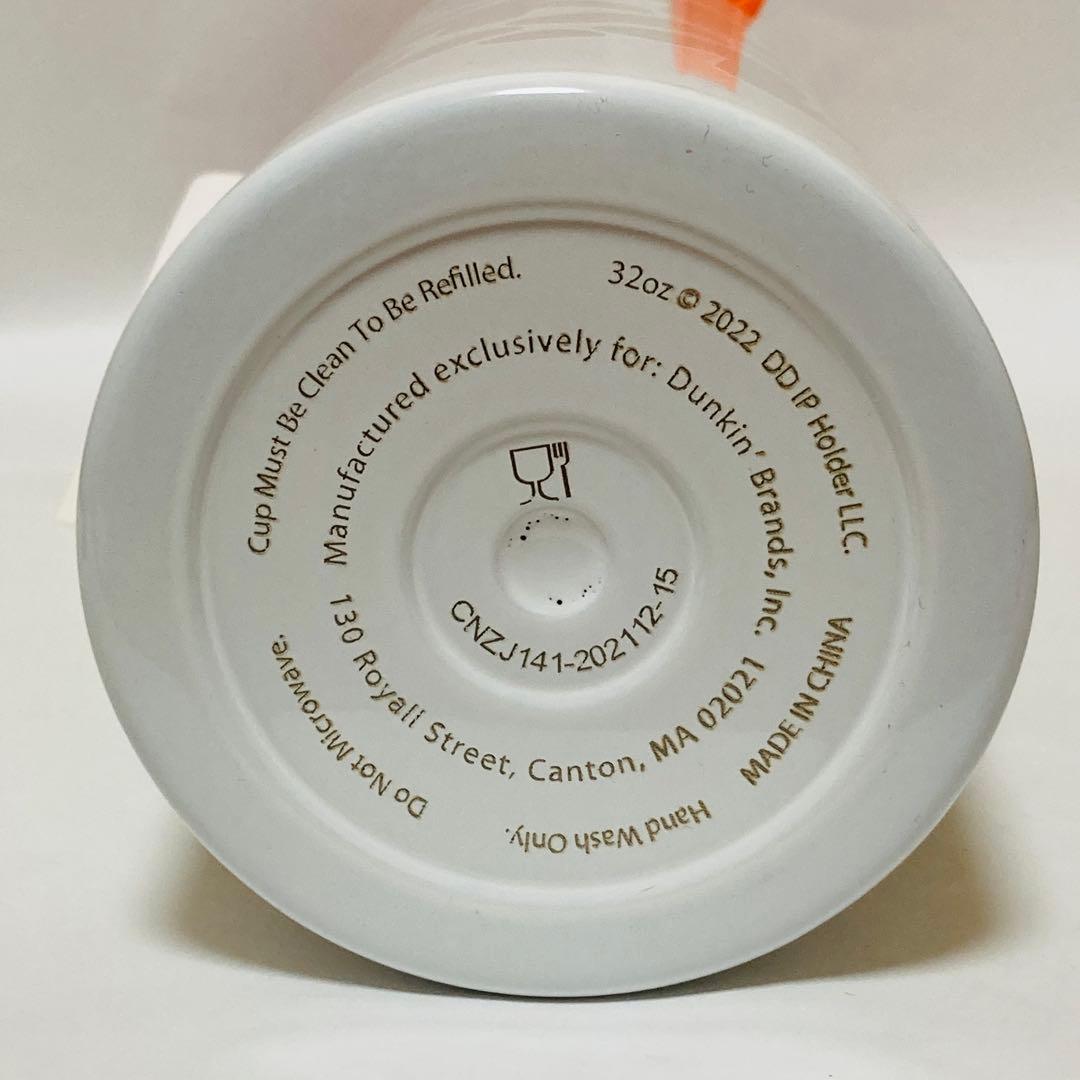 Cup Must Be Clean To Be Refilled.
32oz © 2022 DD IP Holder LLC.
MADE IN CHINA
Hand Wash Only.
Do Not Microwave.
Manufactured exclusively for: Dunkin' Brands, Inc.
130 Royall Street, Canton, MA 02021
CNZJ141-202112-15